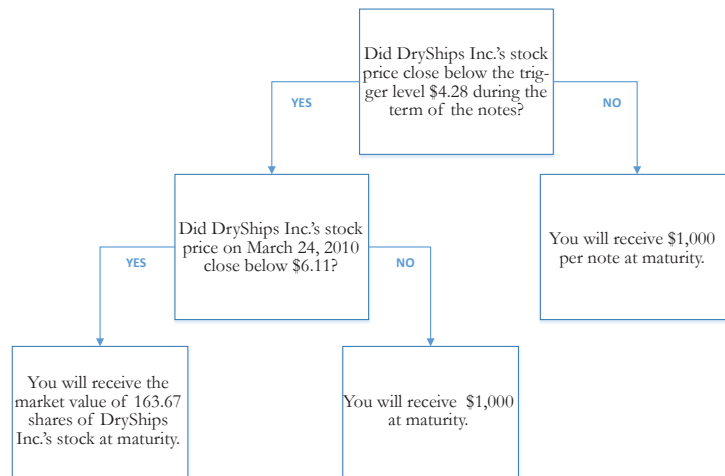 Did DryShips Inc.'s stock
price close below the trig-
ger level $4.28 during the
term of the notes?
YES
NO
Did DryShips Inc.'s stock
price on March 24, 2010
close below $6.11?
You will receive $1,000
per note at maturity.
YES
NO
You will receive the
market value of 163.67
shares of DryShips
Inc.'s stock at maturity.
You will receive $1,000
at maturity.